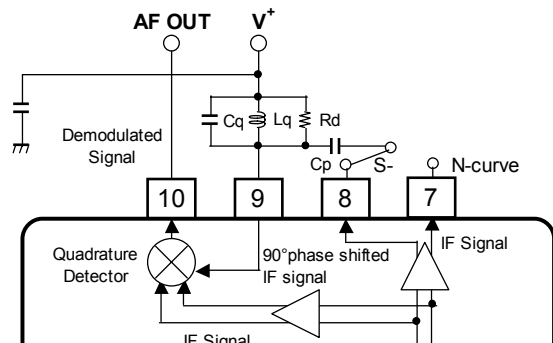 AF OUT V+
Cq Lq Rd
Demodulated
Signal
Cp S-
N-curve
10 9 8 7
Quadrature
Detector
90°phase shifted
IF signal
IF Signal
IF Signal